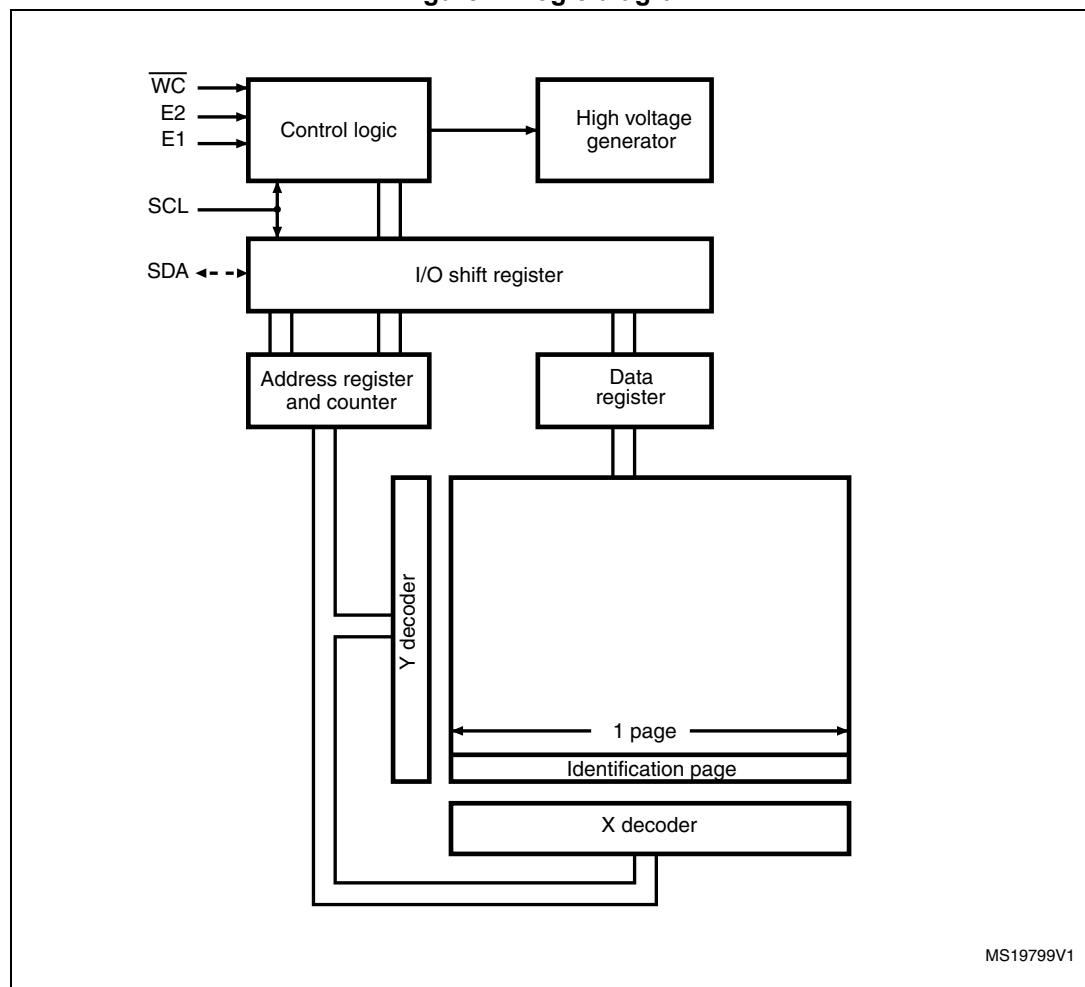 W̅C̅
E2
E1
Control logic
High voltage
generator
SCL
SDA
I/O shift register
Address register
and counter
Data
register
Y decoder
1 page
Identification page
X decoder
MS19799V1